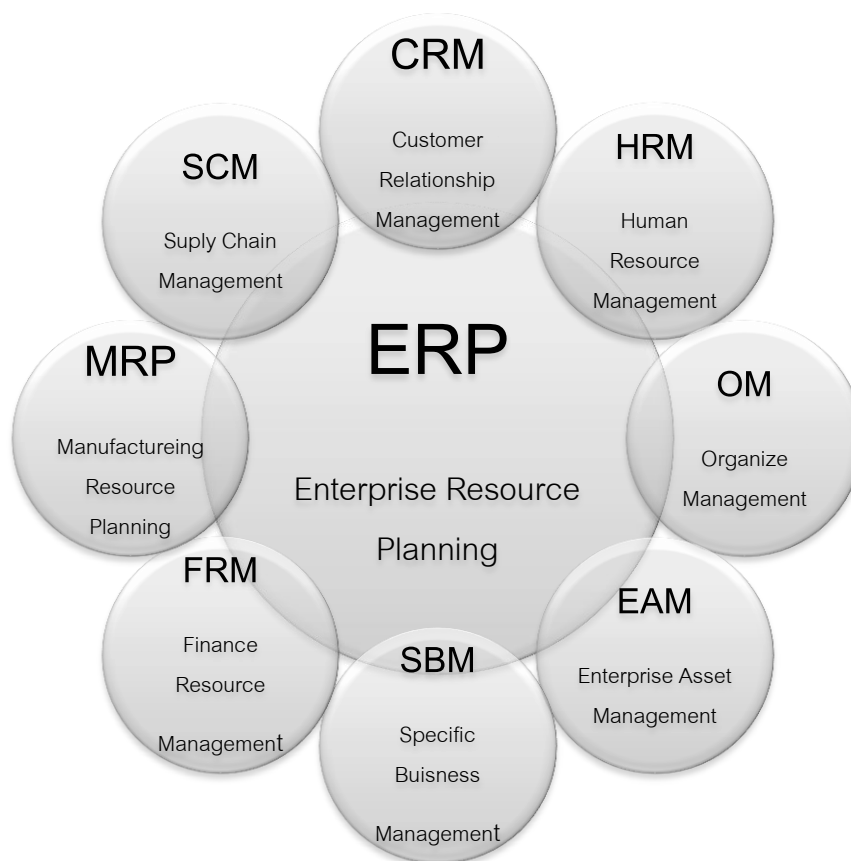 CRM
Customer
Relationship
Management
HRM
Human
Resource
Management
OM
Organize
Management
EAM
Enterprise Asset
Management
SBM
Specific
Buisness
Management
FRM
Finance
Resource
Management
MRP
Manufactureing
Resource
Planning
SCM
Suply Chain
Management
ERP
Enterprise Resource
Planning